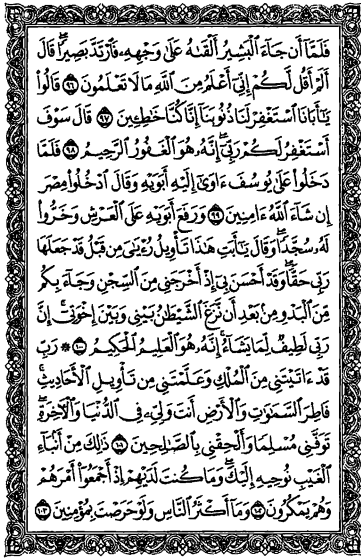 فَلَمَّآ أَن جَآءَ ٱلْبَشِيرُ أَلْقَىٰهُ عَلَىٰ وَجْهِهِۦ فَٱرْتَدَّ بَصِيرًا ۖ قَالَ
أَلَمْ أَقُل لَّكُمْ إِنِّىٓ أَعْلَمُ مِنَ ٱللَّهِ مَا لَا تَعْلَمُونَ ٩٦ قَالُوا۟
يَـٰٓأَبَانَا ٱسْتَغْفِرْ لَنَا ذُنُوبَنَآ إِنَّا كُنَّا خَـٰطِـِٔينَ ٩٧ قَالَ سَوْفَ
أَسْتَغْفِرُ لَكُمْ رَبِّىٓ ۖ إِنَّهُۥ هُوَ ٱلْغَفُورُ ٱلرَّحِيمُ ٩٨ فَلَمَّا
دَخَلُوا۟ عَلَىٰ يُوسُفَ ءَاوَىٰٓ إِلَيْهِ أَبَوَيْهِ وَقَالَ ٱدْخُلُوا۟ مِصْرَ
إِن شَآءَ ٱللَّهُ ءَامِنِينَ ٩٩ وَرَفَعَ أَبَوَيْهِ عَلَى ٱلْعَرْشِ وَخَرُّوا۟
لَهُۥ سُجَّدًا ۖ وَقَالَ يَـٰٓأَبَتِ هَـٰذَا تَأْوِيلُ رُءْيَـٰىَ مِن قَبْلُ قَدْ جَعَلَهَا
رَبِّى حَقًّا ۖ وَقَدْ أَحْسَنَ بِىٓ إِذْ أَخْرَجَنِى مِنَ ٱلسِّجْنِ وَجَآءَ بِكُم
مِّنَ ٱلْبَدْوِ مِنۢ بَعْدِ أَن نَّزَغَ ٱلشَّيْطَـٰنُ بَيْنِى وَبَيْنَ إِخْوَتِىٓ ۚ إِنَّ
رَبِّى لَطِيفٌ لِّمَا يَشَآءُ ۚ إِنَّهُۥ هُوَ ٱلْعَلِيمُ ٱلْحَكِيمُ ١٠٠ ۞ رَبِّ
قَدْ ءَاتَيْتَنِى مِنَ ٱلْمُلْكِ وَعَلَّمْتَنِى مِن تَأْوِيلِ ٱلْأَحَادِيثِ ۚ
فَاطِرَ ٱلسَّمَـٰوَٰتِ وَٱلْأَرْضِ أَنتَ وَلِىِّۦ فِى ٱلدُّنْيَا وَٱلْـَٔاخِرَةِ ۖ
تَوَفَّنِى مُسْلِمًا وَأَلْحِقْنِى بِٱلصَّـٰلِحِينَ ١٠١ ذَٰلِكَ مِنْ أَنۢبَآءِ
ٱلْغَيْبِ نُوحِيهِ إِلَيْكَ ۖ وَمَا كُنتَ لَدَيْهِمْ إِذْ أَجْمَعُوٓا۟ أَمْرَهُمْ
وَهُمْ يَمْكُرُونَ ١٠٢ وَمَآ أَكْثَرُ ٱلنَّاسِ وَلَوْ حَرَصْتَ بِمُؤْمِنِينَ ١٠٣